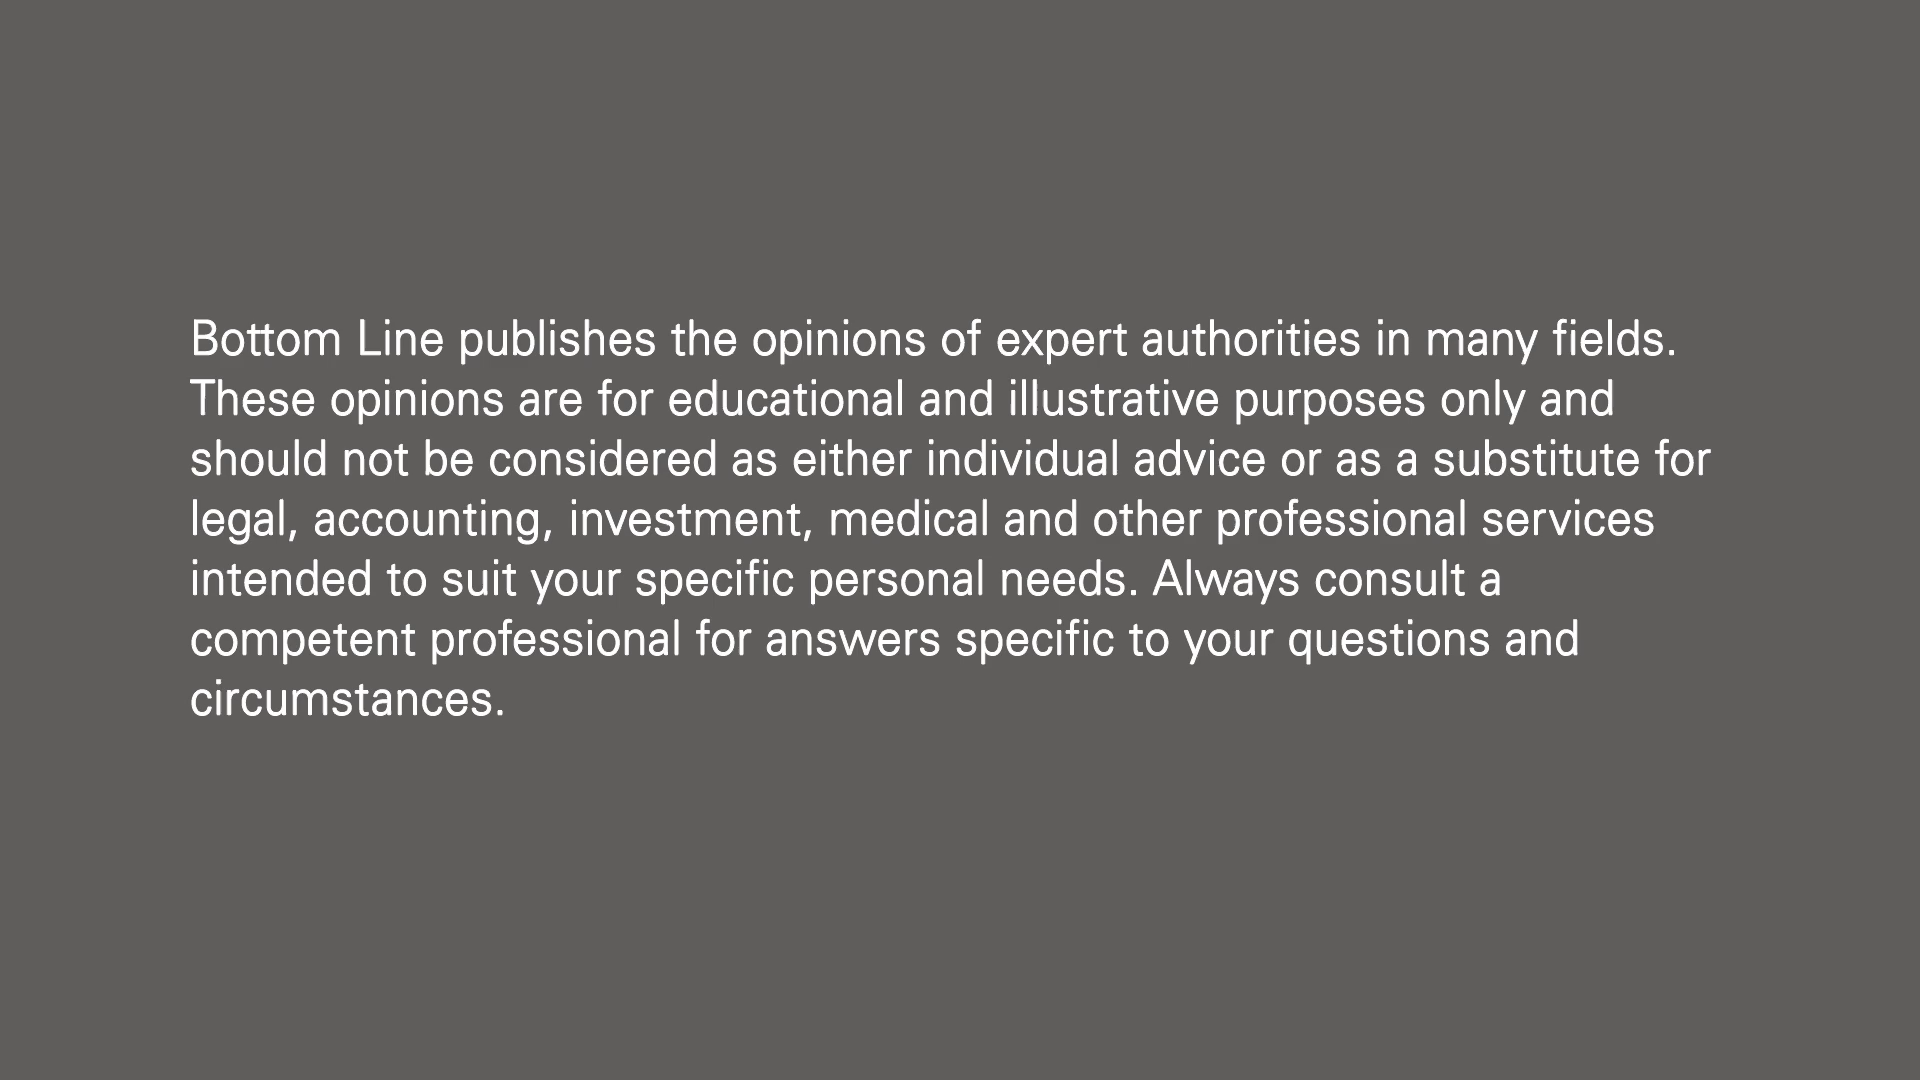 Bottom Line publishes the opinions of expert authorities in many fields.
These opinions are for educational and illustrative purposes only and
should not be considered as either individual advice or as a substitute for
legal, accounting, investment, medical and other professional services
intended to suit your specific personal needs. Always consult a
competent professional for answers specific to your questions and
circumstances.